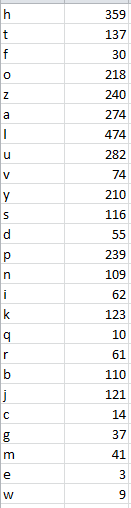 h 359
t 137
f 30
o 218
z 240
a 274
l 474
u 282
v 74
y 210
s 116
d 55
p 239
n 109
i 62
k 123
q 10
r 61
b 110
j 121
c 14
g 37
m 41
e 3
w 9